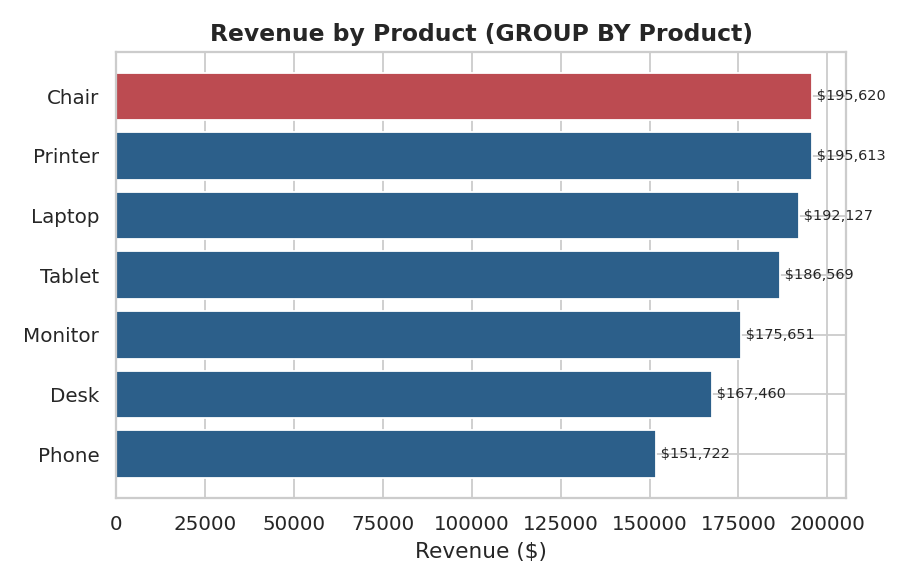 Revenue by Product (GROUP BY Product)
Chair $195,620
Printer $195,613
Laptop $192,127
Tablet $186,569
Monitor $175,651
Desk $167,460
Phone $151,722
0 25000 50000 75000 100000 125000 150000 175000 200000
Revenue ($)